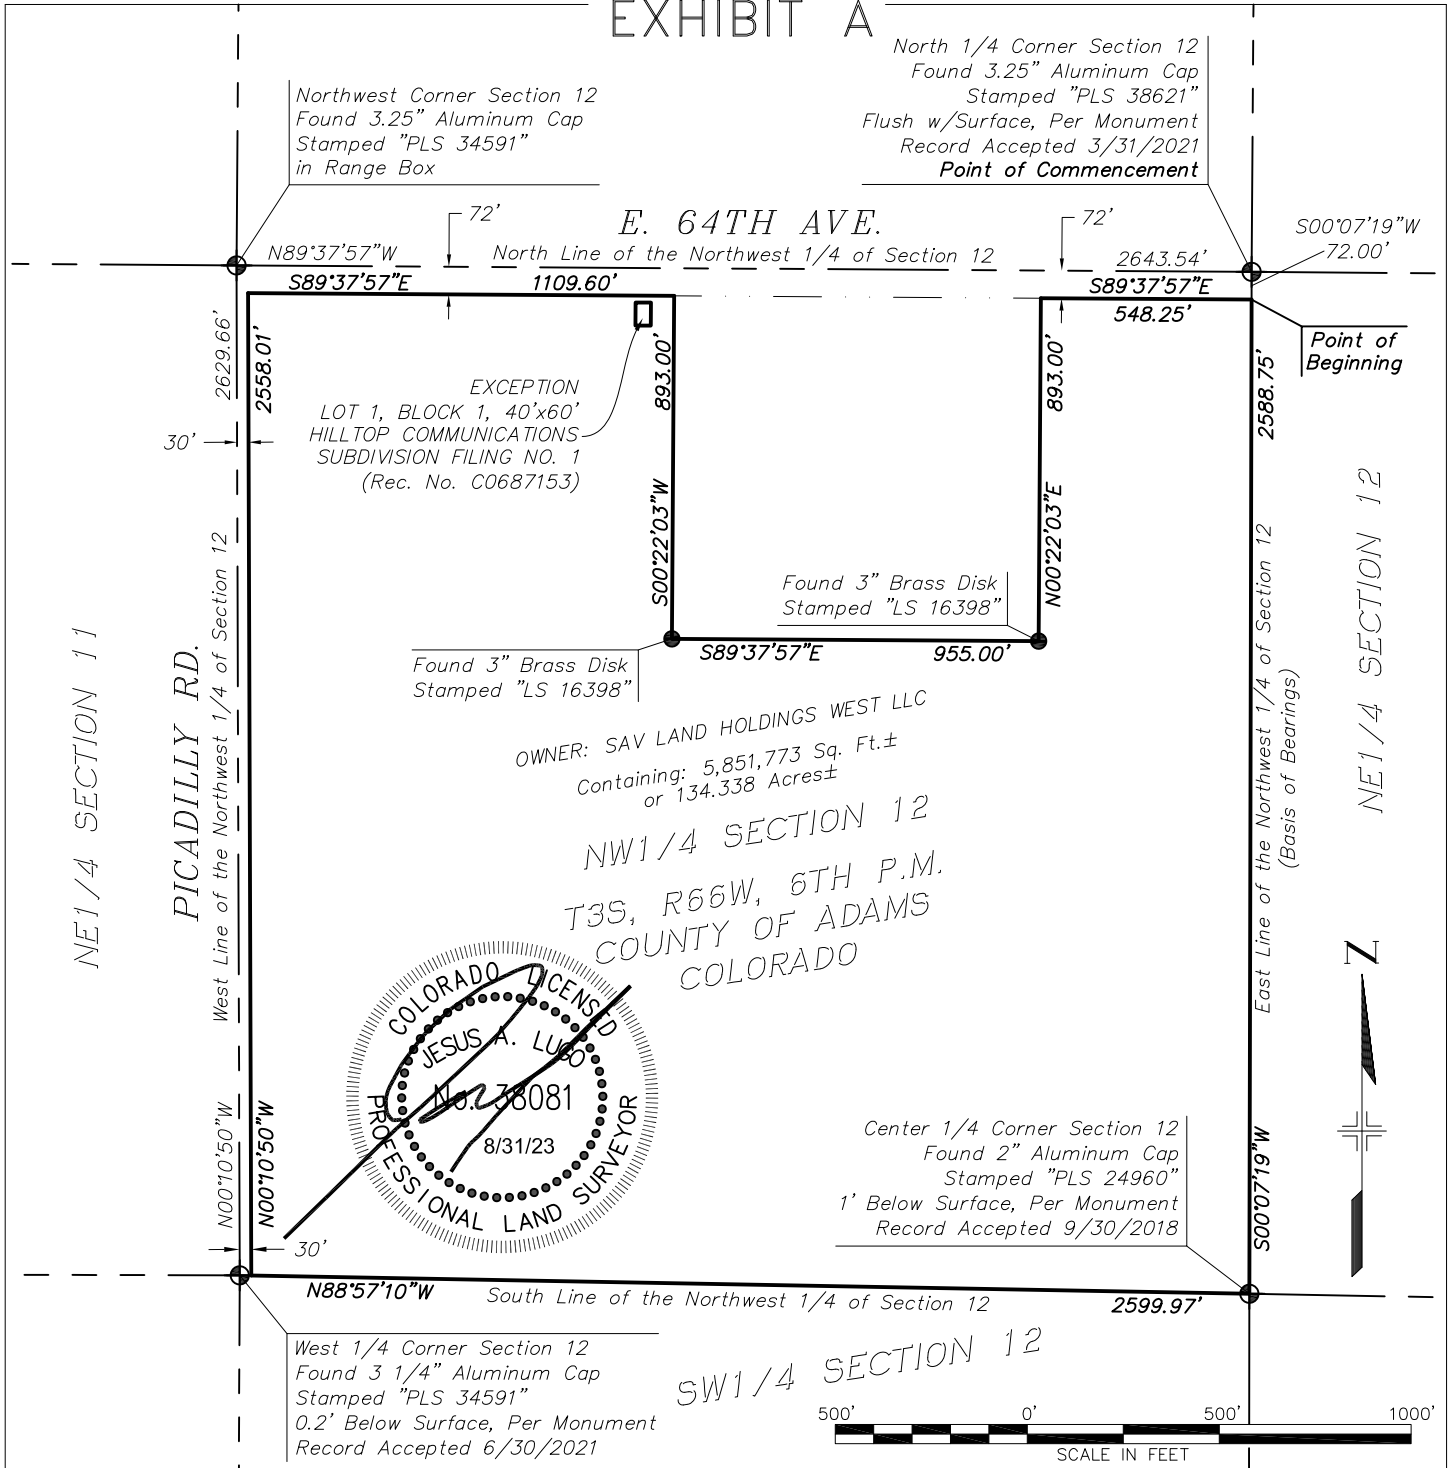 EXHIBIT A
North 1/4 Corner Section 12
Found 3.25" Aluminum Cap
Stamped "PLS 38621"
Flush w/Surface, Per Monument
Record Accepted 3/31/2021
Point of Commencement
Northwest Corner Section 12
Found 3.25" Aluminum Cap
Stamped "PLS 34591"
in Range Box
72'
E. 64TH AVE.
72'
S00°07'19"W
72.00'
N89°37'57"W
North Line of the Northwest 1/4 of Section 12
2643.54'
S89°37'57"E
1109.60'
S89°37'57"E
548.25'
Point of
Beginning
2629.66'
2558.01'
893.00'
893.00'
2588.75'
EXCEPTION
LOT 1, BLOCK 1, 40'x60'
HILLTOP COMMUNICATIONS
SUBDIVISION FILING NO. 1
(Rec. No. C0687153)
30'
S00°22'03"W
N00°22'03"E
Found 3" Brass Disk
Stamped "LS 16398"
Found 3" Brass Disk
Stamped "LS 16398"
S89°37'57"E
955.00'
NE1/4 SECTION 11
PICADILLY RD.
West Line of the Northwest 1/4 of Section 12
East Line of the Northwest 1/4 of Section 12
(Basis of Bearings)
NE1/4 SECTION 12
OWNER: SAV LAND HOLDINGS WEST LLC
Containing: 5,851,773 Sq. Ft.±
or 134.338 Acres±
NW1/4 SECTION 12
T3S, R66W, 6TH P.M.
COUNTY OF ADAMS
COLORADO
N
COLORADO LICENSED
JESUS A. LUGO
No. 38081
8/31/23
PROFESSIONAL LAND SURVEYOR
N00°10'50"W
N00°10'50"W
S00°07'19"W
Center 1/4 Corner Section 12
Found 2" Aluminum Cap
Stamped "PLS 24960"
1' Below Surface, Per Monument
Record Accepted 9/30/2018
30'
N88°57'10"W
South Line of the Northwest 1/4 of Section 12
2599.97'
West 1/4 Corner Section 12
Found 3 1/4" Aluminum Cap
Stamped "PLS 34591"
0.2' Below Surface, Per Monument
Record Accepted 6/30/2021
SW1/4 SECTION 12
500'
0'
500'
1000'
SCALE IN FEET